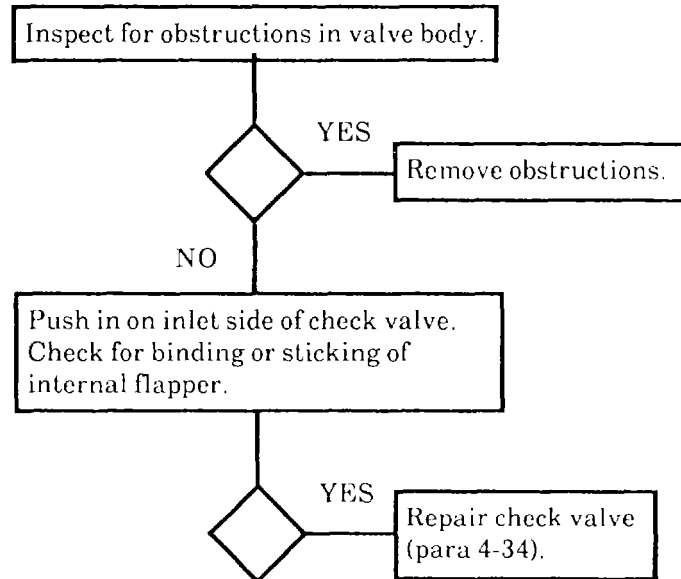 Inspect for obstructions in valve body.
YES
Remove obstructions.
NO
Push in on inlet side of check valve.
Check for binding or sticking of
internal flapper.
YES
Repair check valve
(para 4-34).